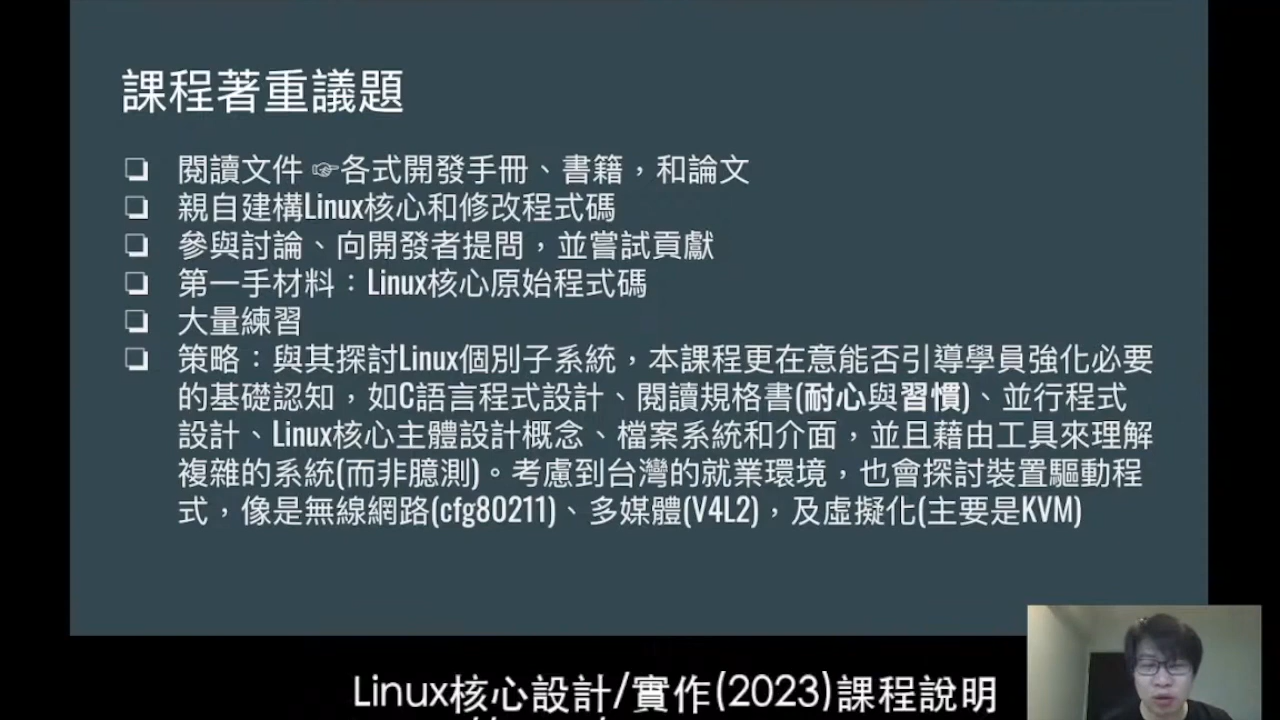 課程著重議題
❏ 閱讀文件 ☞各式開發手冊、書籍，和論文
❏ 親自建構Linux核心和修改程式碼
❏ 參與討論、向開發者提問，並嘗試貢獻
❏ 第一手材料：Linux核心原始程式碼
❏ 大量練習
❏ 策略：與其探討Linux個別子系統，本課程更在意能否引導學員強化必要
的基礎認知，如C語言程式設計、閱讀規格書(耐心與習慣)、並行程式
設計、Linux核心主體設計概念、檔案系統和介面，並且藉由工具來理解
複雜的系統(而非臆測)。考慮到台灣的就業環境，也會探討裝置驅動程
式，像是無線網路(cfg80211)、多媒體(V4L2)，及虛擬化(主要是KVM)
Linux核心設計/實作(2023)課程說明